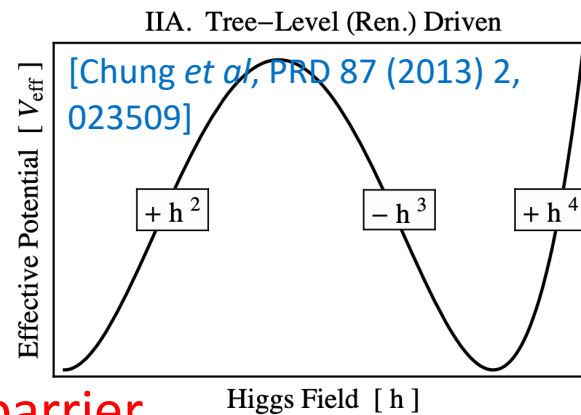 IIA. Tree–Level (Ren.) Driven
[Chung et al, PRD 87 (2013) 2,
023509]
Effective Potential [ Veff ]
+ h 2
− h 3
+ h 4
barrier
Higgs Field [ h ]